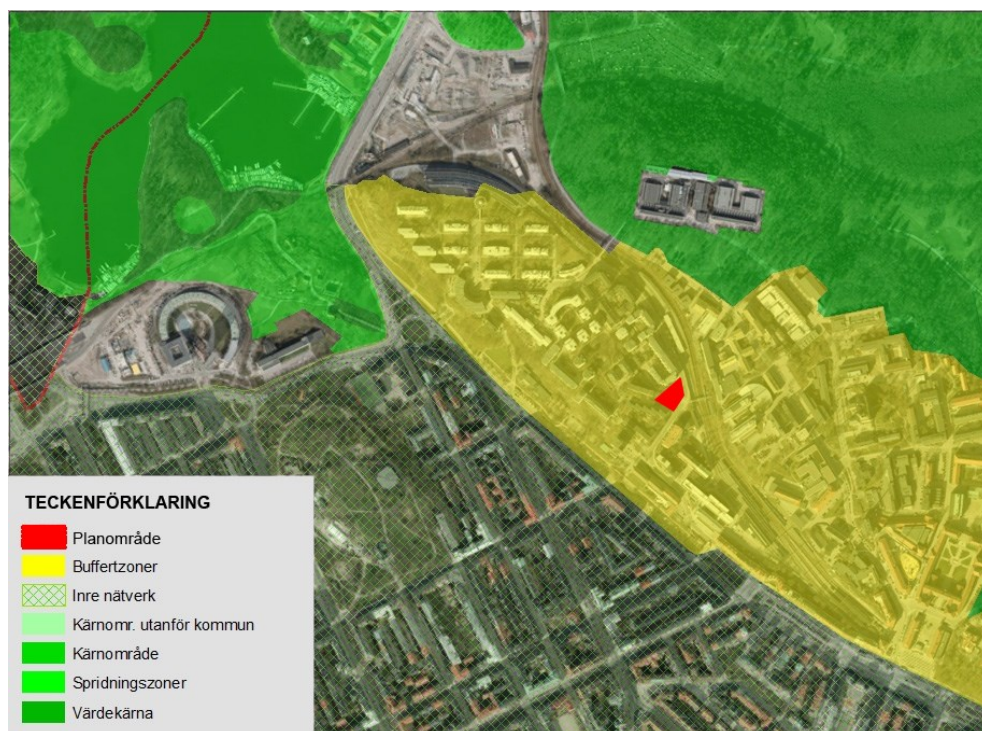 TECKENFÖRKLARING
Planområde
Buffertzoner
Inre nätverk
Kärnomr. utanför kommun
Kärnområde
Spridningszoner
Värdekärna